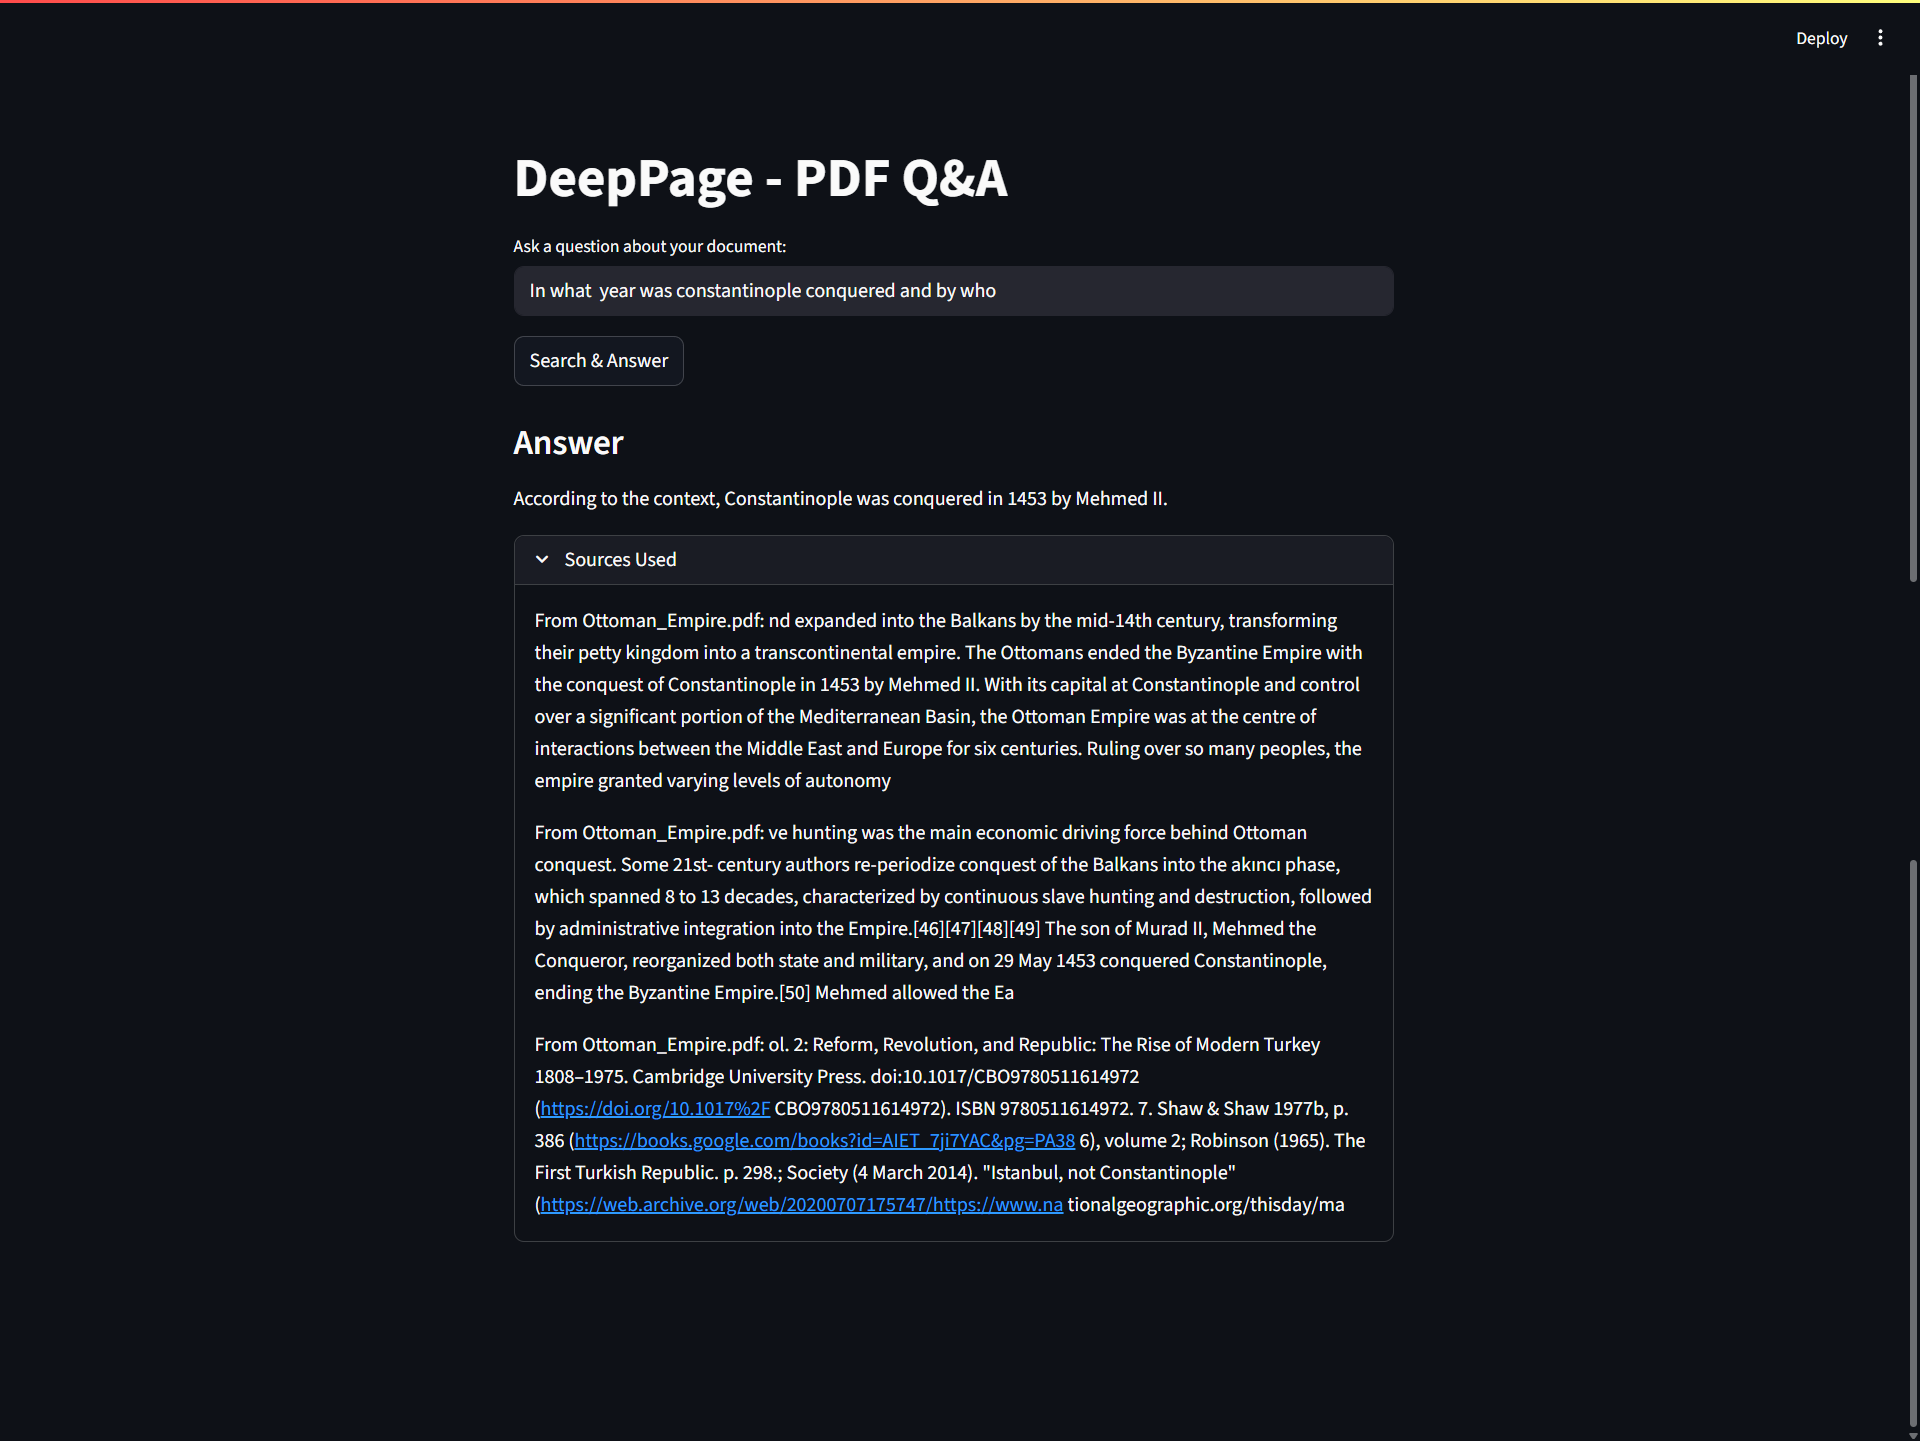 Deploy
DeepPage - PDF Q&A
Ask a question about your document:
In what  year was constantinople conquered and by who
Search & Answer
Answer
According to the context, Constantinople was conquered in 1453 by Mehmed II.
Sources Used
From Ottoman_Empire.pdf: nd expanded into the Balkans by the mid-14th century, transforming
their petty kingdom into a transcontinental empire. The Ottomans ended the Byzantine Empire with
the conquest of Constantinople in 1453 by Mehmed II. With its capital at Constantinople and control
over a significant portion of the Mediterranean Basin, the Ottoman Empire was at the centre of
interactions between the Middle East and Europe for six centuries. Ruling over so many peoples, the
empire granted varying levels of autonomy
From Ottoman_Empire.pdf: ve hunting was the main economic driving force behind Ottoman
conquest. Some 21st- century authors re-periodize conquest of the Balkans into the akıncı phase,
which spanned 8 to 13 decades, characterized by continuous slave hunting and destruction, followed
by administrative integration into the Empire.[46][47][48][49] The son of Murad II, Mehmed the
Conqueror, reorganized both state and military, and on 29 May 1453 conquered Constantinople,
ending the Byzantine Empire.[50] Mehmed allowed the Ea
From Ottoman_Empire.pdf: ol. 2: Reform, Revolution, and Republic: The Rise of Modern Turkey
1808–1975. Cambridge University Press. doi:10.1017/CBO9780511614972
(https://doi.org/10.1017%2F CBO9780511614972). ISBN 9780511614972. 7. Shaw & Shaw 1977b, p.
386 (https://books.google.com/books?id=AIET_7ji7YAC&pg=PA38 6), volume 2; Robinson (1965). The
First Turkish Republic. p. 298.; Society (4 March 2014). "Istanbul, not Constantinople"
(https://web.archive.org/web/20200707175747/https://www.na tionalgeographic.org/thisday/ma